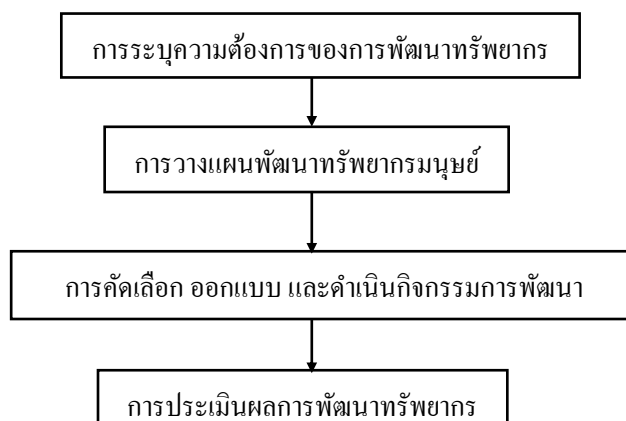 การระบุความต้องการของการพัฒนาทรัพยากร
การวางแผนพัฒนาทรัพยากรมนุษย์
การคัดเลือก ออกแบบ และดำเนินกิจกรรมการพัฒนา
การประเมินผลการพัฒนาทรัพยากร